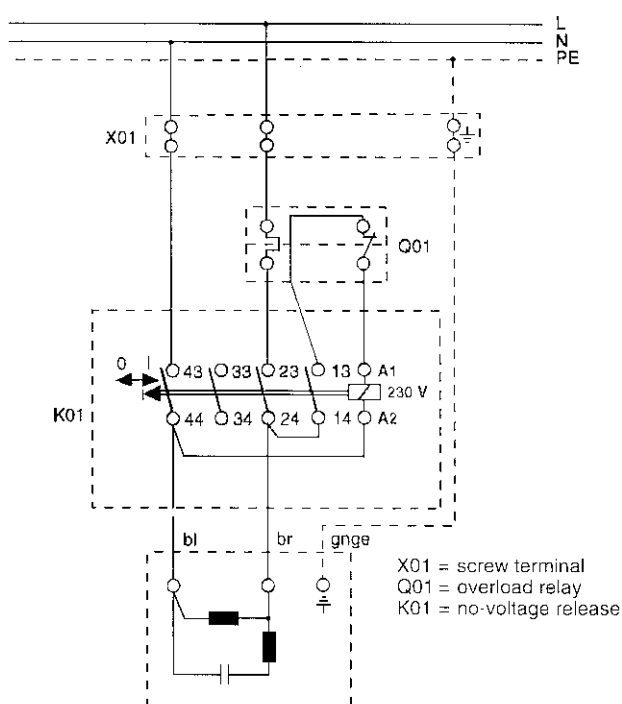 L
N
PE
X01
Q01
0 I
43 33 23 13 A1
230 V
K01
44 34 24 14 A2
bl br gnge
X01 = screw terminal
Q01 = overload relay
K01 = no-voltage release